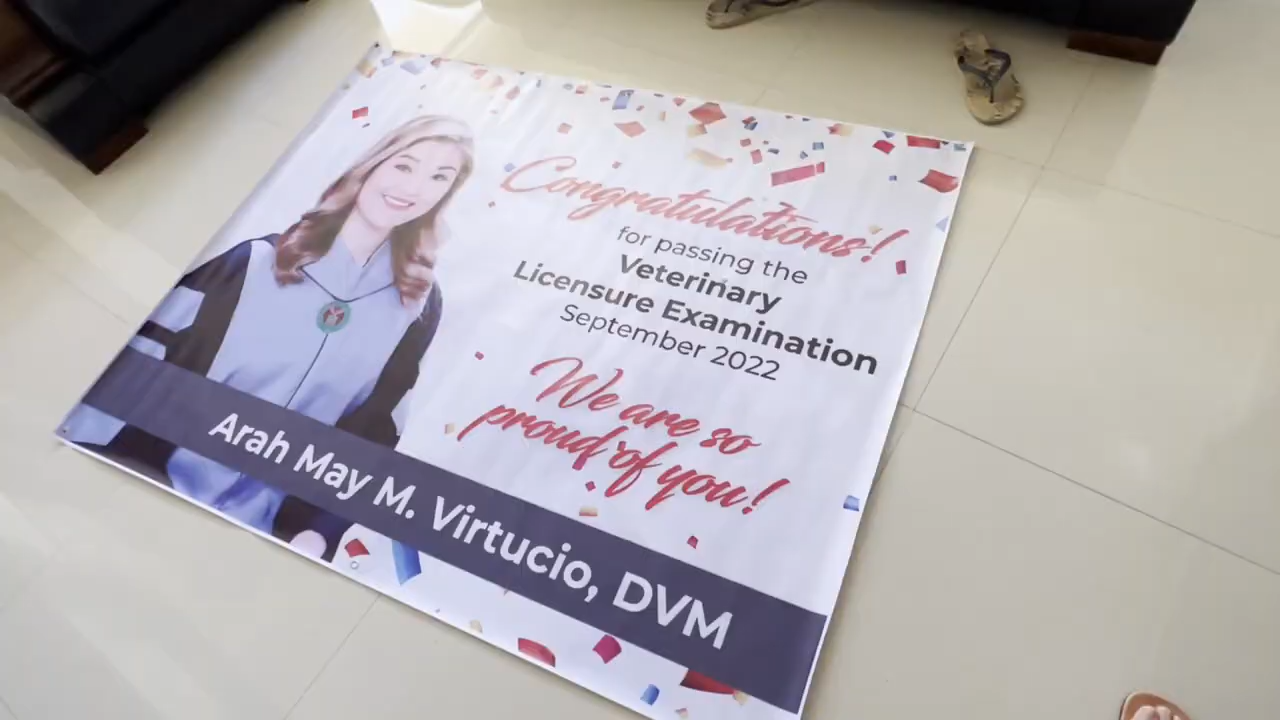 Congratulations!
for passing the
Veterinary
Licensure Examination
September 2022
We are so
proud of you!
Arah May M. Virtucio, DVM